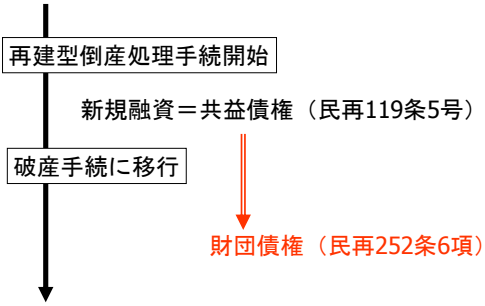 再建型倒産処理手続開始
新規融資＝共益債権（民再119条5号）
破産手続に移行
財団債権（民再252条6項）